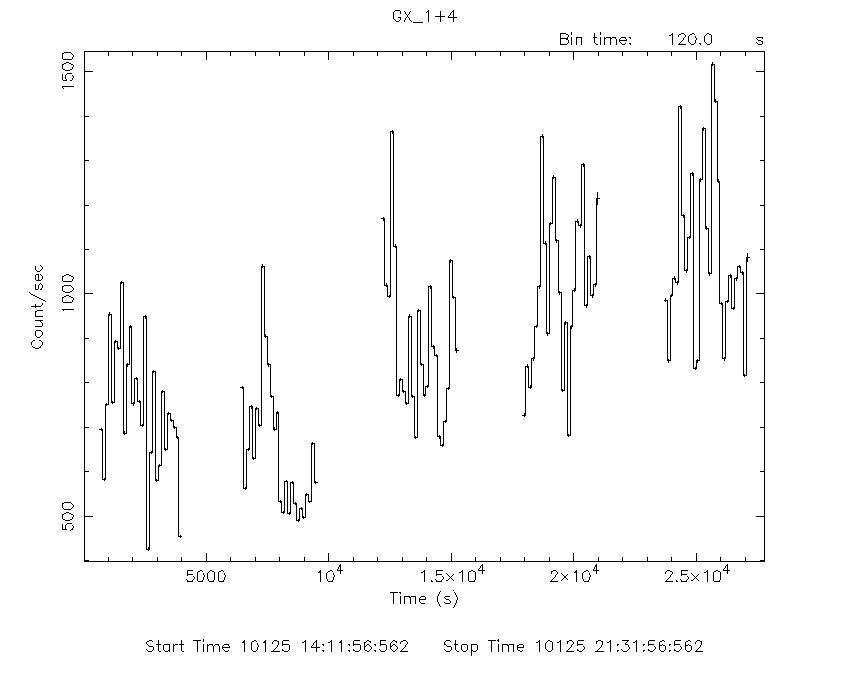 GX_1+4
Bin time: 120.0 s
1500
1000
500
Count/sec
5000 10⁴ 1.5×10⁴ 2×10⁴ 2.5×10⁴
Time (s)
Start Time 10125 14:11:56:562 Stop Time 10125 21:31:56:562